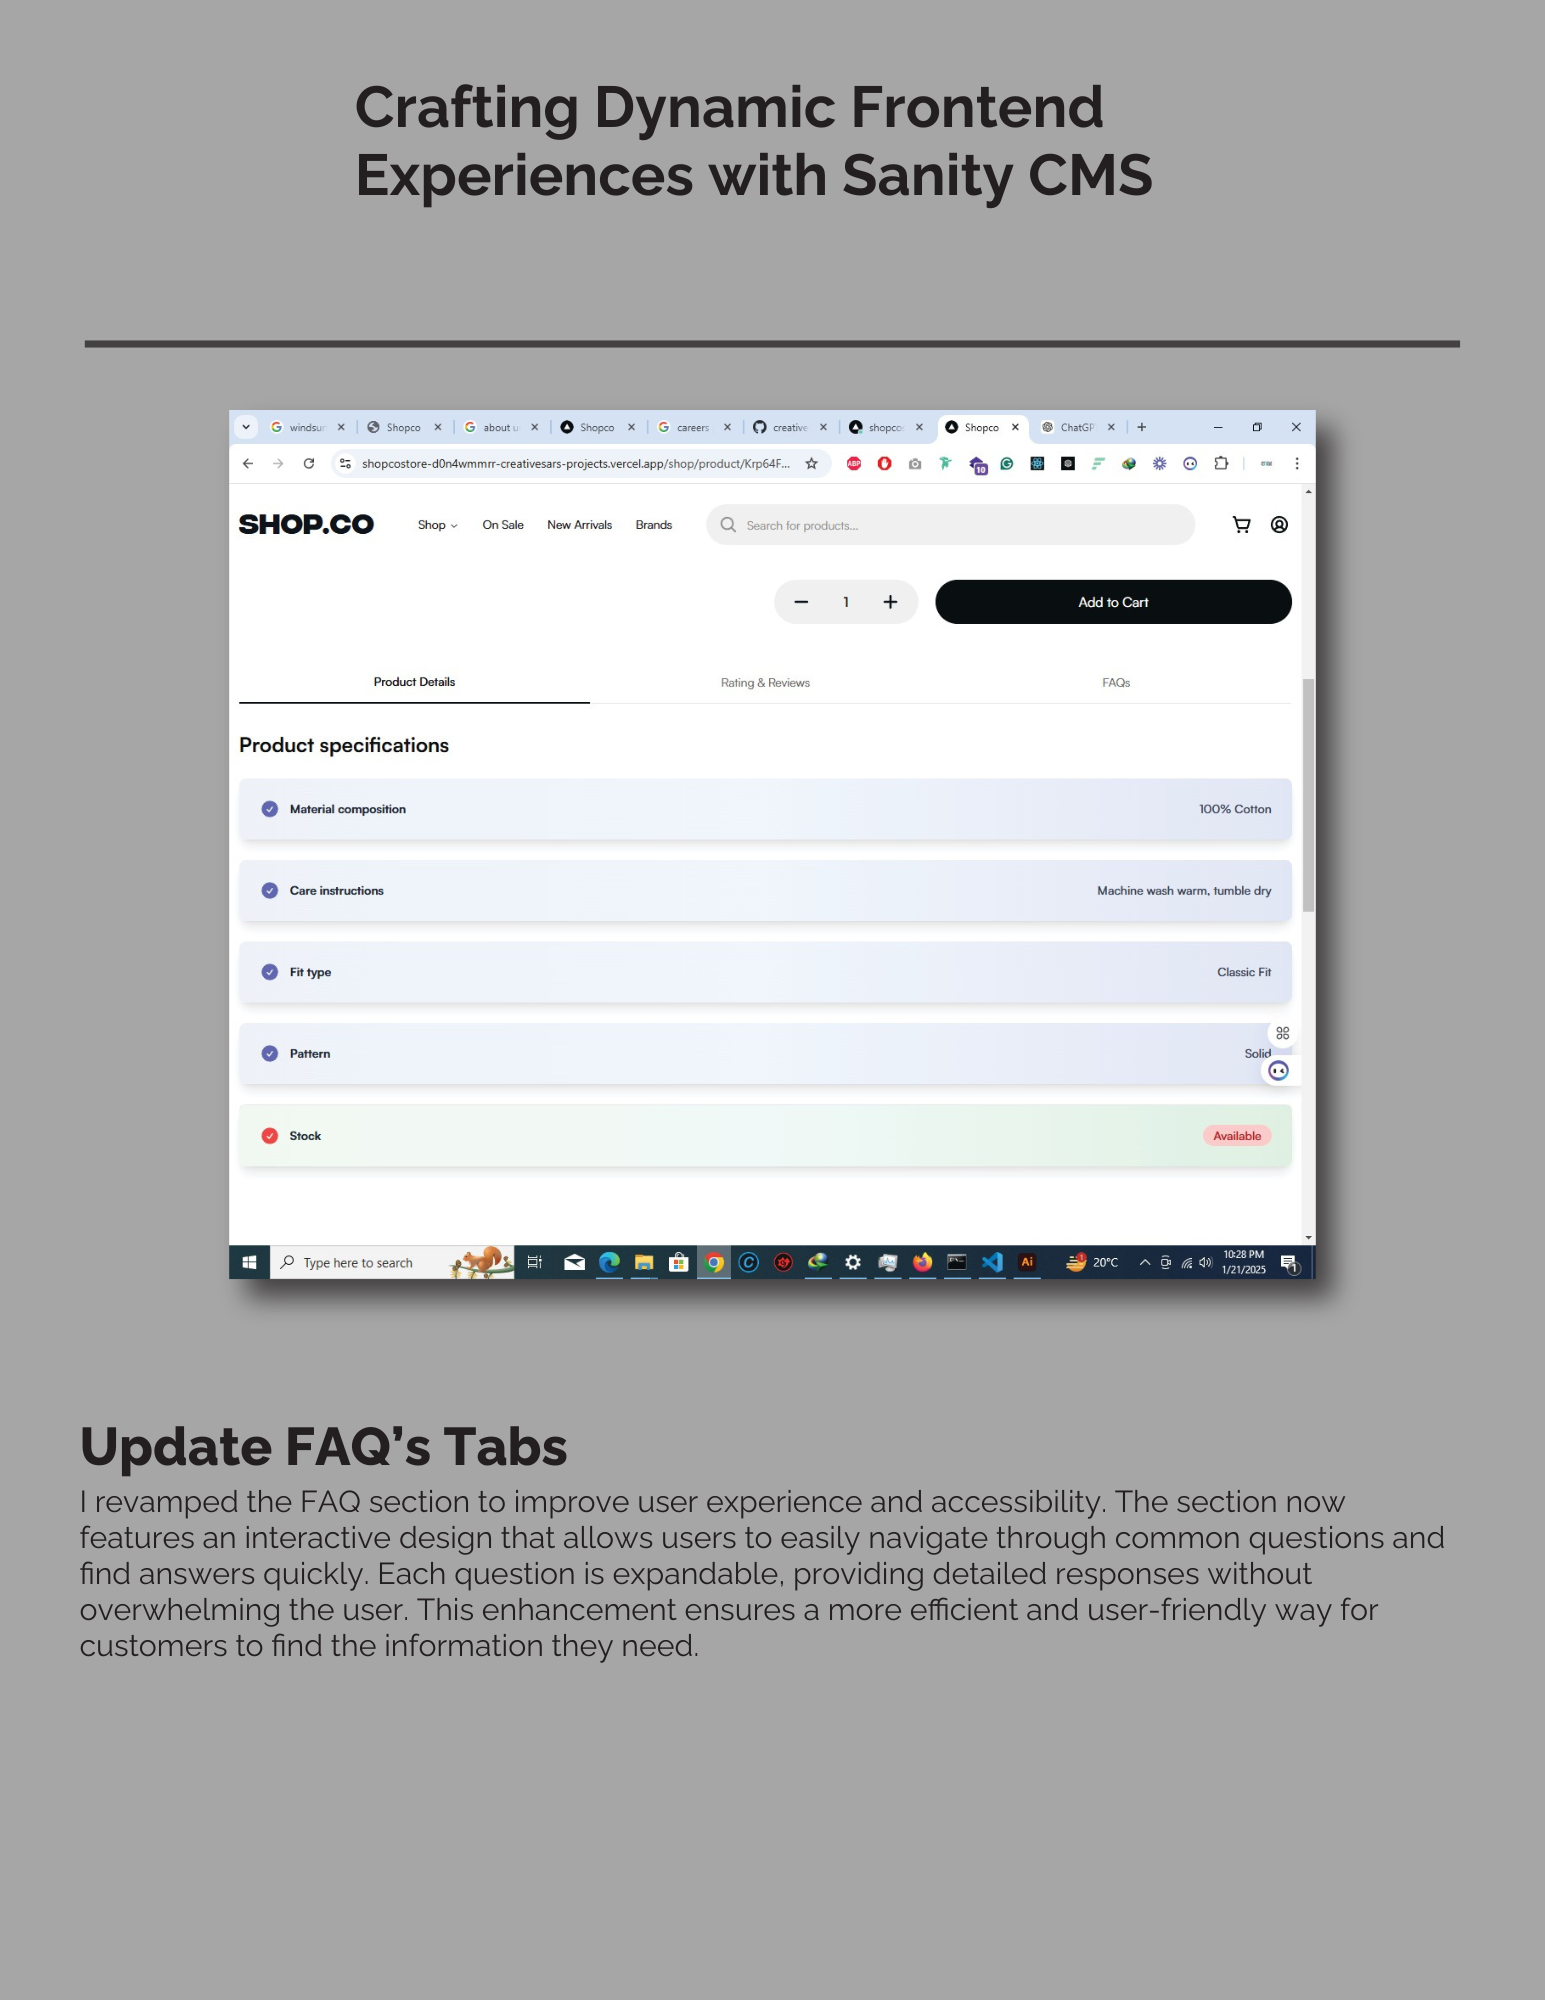 Crafting Dynamic Frontend
Experiences with Sanity CMS
windsur
Shopco
about u
Shopco
careers
creative
shopco
Shopco
ChatGP
shopcostore-d0n4wmmrr-creativesars-projects.vercel.app/shop/product/Krp64F...
ABP
10
SHOP.CO
Shop
On Sale
New Arrivals
Brands
Search for products...
1
Add to Cart
Product Details
Rating & Reviews
FAQs
Product specifications
Material composition
100% Cotton
Care instructions
Machine wash warm, tumble dry
Fit type
Classic Fit
Pattern
Solid
Stock
Available
Type here to search
Ai
1
20°C
10:28 PM
1/21/2025
1
Update FAQ’s Tabs
I revamped the FAQ section to improve user experience and accessibility. The section now
features an interactive design that allows users to easily navigate through common questions and
find answers quickly. Each question is expandable, providing detailed responses without
overwhelming the user. This enhancement ensures a more efficient and user-friendly way for
customers to find the information they need.